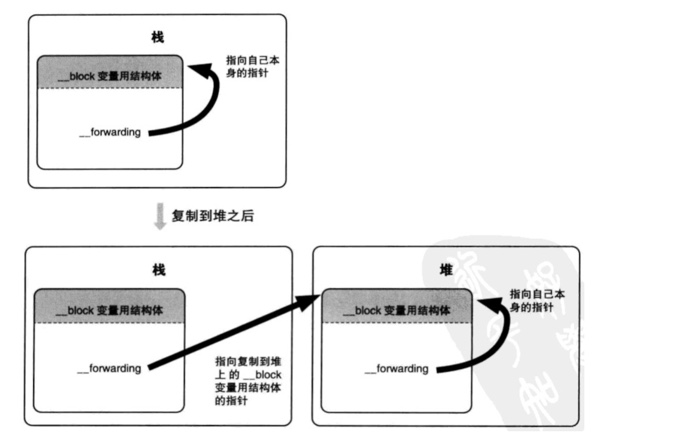 栈
__block 变量用结构体
指向自己本
身的指针
__forwarding
复制到堆之后
栈
__block 变量用结构体
__forwarding
指向复制到堆
上 的 __block
变量用结构体
的指针
堆
__block 变量用结构体
指向自己本
身的指针
__forwarding